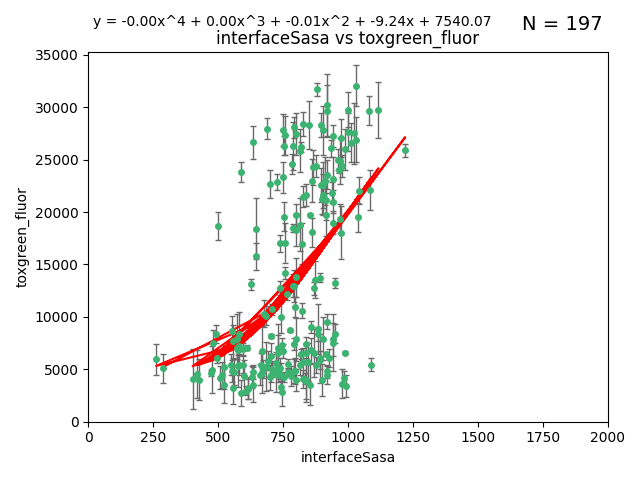 y = -0.00x^4 + 0.00x^3 + -0.01x^2 + -9.24x + 7540.07 N = 197
interfaceSasa vs toxgreen_fluor
35000
30000
25000
20000
15000
10000
5000
0
toxgreen_fluor
0 250 500 750 1000 1250 1500 1750 2000
interfaceSasa